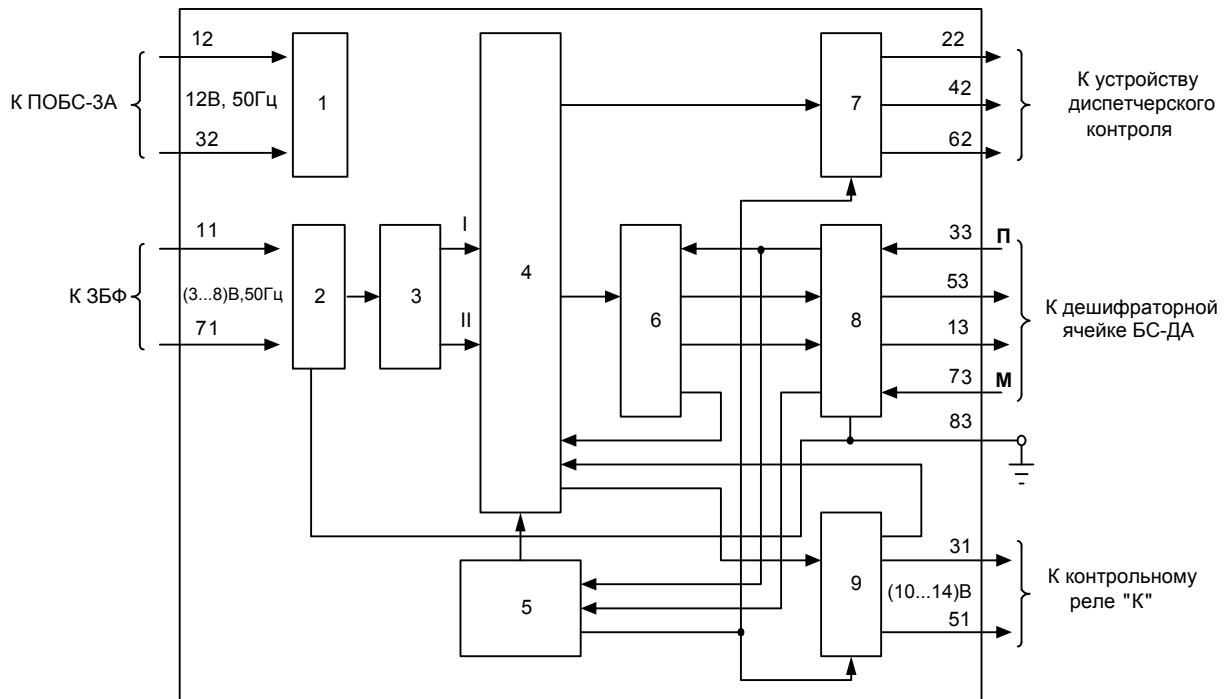 12
К ПОБС-3А
12В, 50Гц
32
1
11
К ЗБФ
(3...8)В,50Гц
71
2
3
I
II
4
5
6
7
22
42
62
К устройству
диспетчерского
контроля
8
33
П
53
13
73
М
83
К дешифраторной
ячейке БС-ДА
9
31
(10...14)В
51
К контрольному
реле "К"